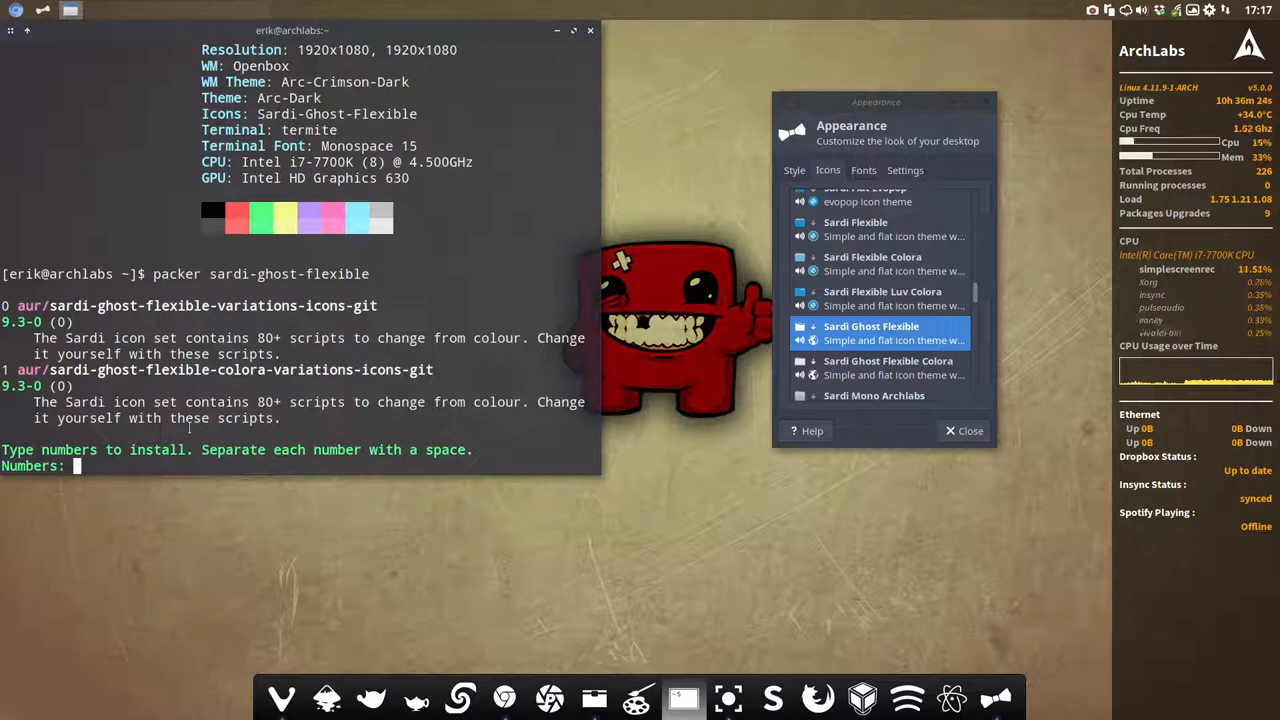 17:17
erik@archlabs:~
Resolution: 1920x1080, 1920x1080
WM: Openbox
WM Theme: Arc-Crimson-Dark
Theme: Arc-Dark
Icons: Sardi-Ghost-Flexible
Terminal: termite
Terminal Font: Monospace 15
CPU: Intel i7-7700K (8) @ 4.500GHz
GPU: Intel HD Graphics 630
[erik@archlabs ~]$ packer sardi-ghost-flexible
0 aur/sardi-ghost-flexible-variations-icons-git
9.3-0 (0)
The Sardi icon set contains 80+ scripts to change from colour. Change
it yourself with these scripts.
1 aur/sardi-ghost-flexible-colora-variations-icons-git
9.3-0 (0)
The Sardi icon set contains 80+ scripts to change from colour. Change
it yourself with these scripts.
Type numbers to install. Separate each number with a space.
Numbers:
Appearance
Appearance
Customize the look of your desktop
Style Icons Fonts Settings
Sardi Flat Evopop
evopop icon theme
Sardi Flexible
Simple and flat icon theme w...
Sardi Flexible Colora
Simple and flat icon theme w...
Sardi Flexible Luv Colora
Simple and flat icon theme w...
Sardi Ghost Flexible
Simple and flat icon theme w...
Sardi Ghost Flexible Colora
Simple and flat icon theme w...
Sardi Mono Archlabs
? Help
Close
ArchLabs
Linux 4.11.9-1-ARCH v5.0.0
Uptime 10h 36m 24s
Cpu Temp +34.0°C
Cpu Freq 1.52 Ghz
Cpu 15%
Mem 33%
Total Processes 226
Running processes 0
Load 1.75 1.21 1.08
Packages Upgrades 9
CPU
Intel(R) Core(TM) i7-7700K CPU
simplescreenrec 11.51%
Xorg 0.76%
insync 0.35%
pulseaudio 0.38%
conky
vivaldi-bin 0.25%
CPU Usage over Time
Ethernet
Up 0B 0B Down
Up 0B 0B Down
Dropbox Status :
Up to date
Insync Status :
synced
Spotify Playing :
Offline
~$